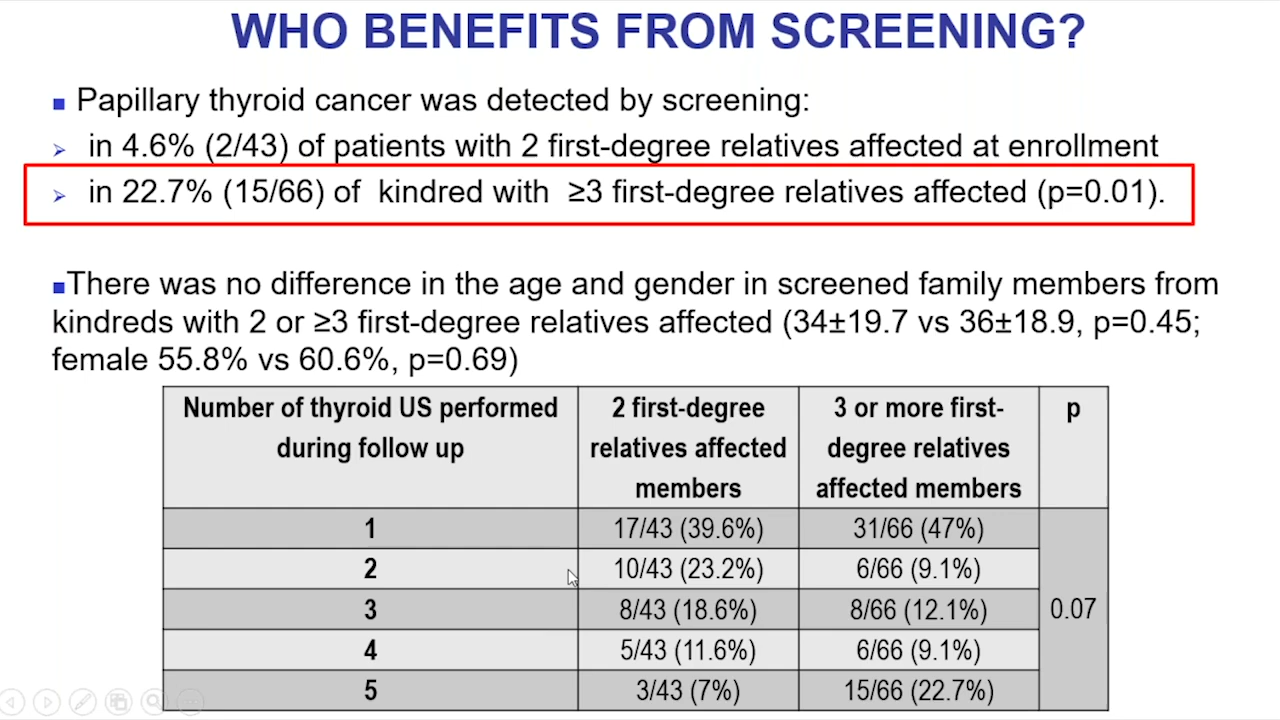 WHO BENEFITS FROM SCREENING?
■ Papillary thyroid cancer was detected by screening:
➢ in 4.6% (2/43) of patients with 2 first-degree relatives affected at enrollment
➢ in 22.7% (15/66) of kindred with ≥3 first-degree relatives affected (p=0.01).
■There was no difference in the age and gender in screened family members from
kindreds with 2 or ≥3 first-degree relatives affected (34±19.7 vs 36±18.9, p=0.45;
female 55.8% vs 60.6%, p=0.69)
Number of thyroid US performed during follow up | 2 first-degree relatives affected members | 3 or more first-degree relatives affected members | p
1 | 17/43 (39.6%) | 31/66 (47%) | 0.07
2 | 10/43 (23.2%) | 6/66 (9.1%)
3 | 8/43 (18.6%) | 8/66 (12.1%)
4 | 5/43 (11.6%) | 6/66 (9.1%)
5 | 3/43 (7%) | 15/66 (22.7%)